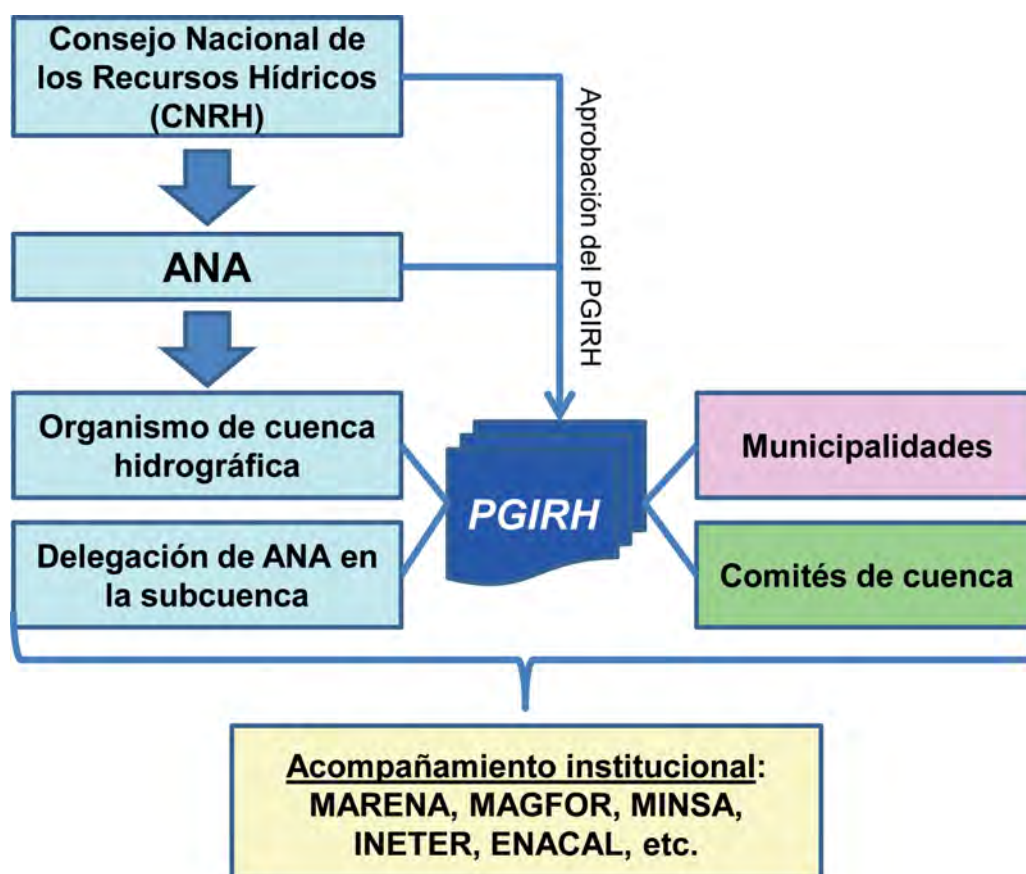 Consejo Nacional de
los Recursos Hídricos
(CNRH)
Aprobación del PGIRH
ANA
Organismo de cuenca
hidrográfica
Delegación de ANA en
la subcuenca
PGIRH
Municipalidades
Comités de cuenca
Acompañamiento institucional:
MARENA, MAGFOR, MINSA,
INETER, ENACAL, etc.